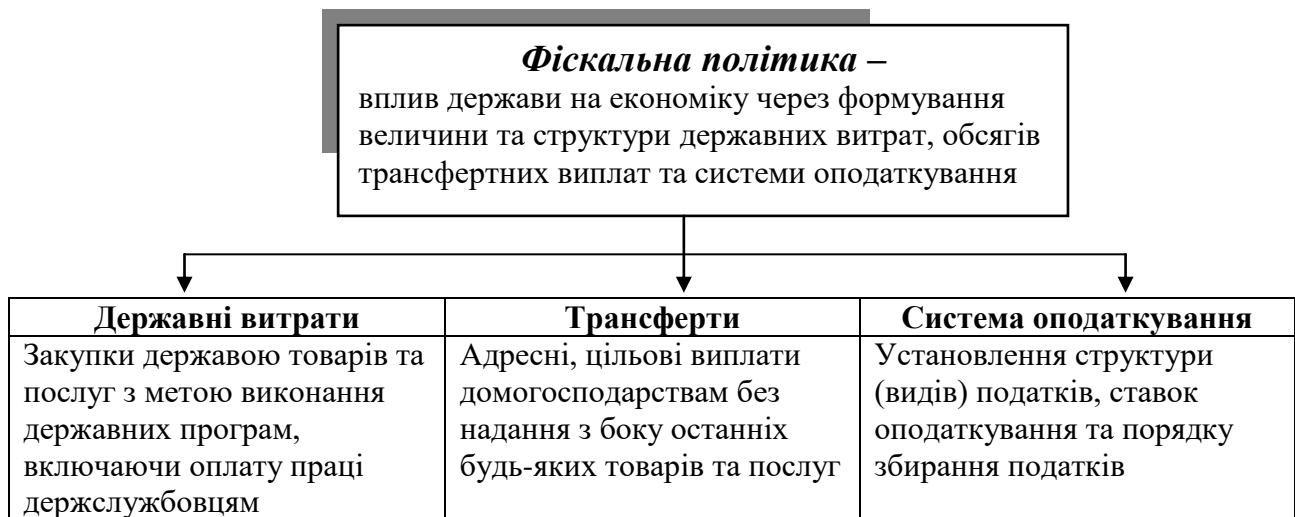 Фіскальна політика –
вплив держави на економіку через формування
величини та структури державних витрат, обсягів
трансфертних виплат та системи оподаткування
Державні витрати
Закупки державою товарів та
послуг з метою виконання
державних програм,
включаючи оплату праці
держслужбовцям
Трансферти
Адресні, цільові виплати
домогосподарствам без
надання з боку останніх
будь-яких товарів та послуг
Система оподаткування
Установлення структури
(видів) податків, ставок
оподаткування та порядку
збирання податків